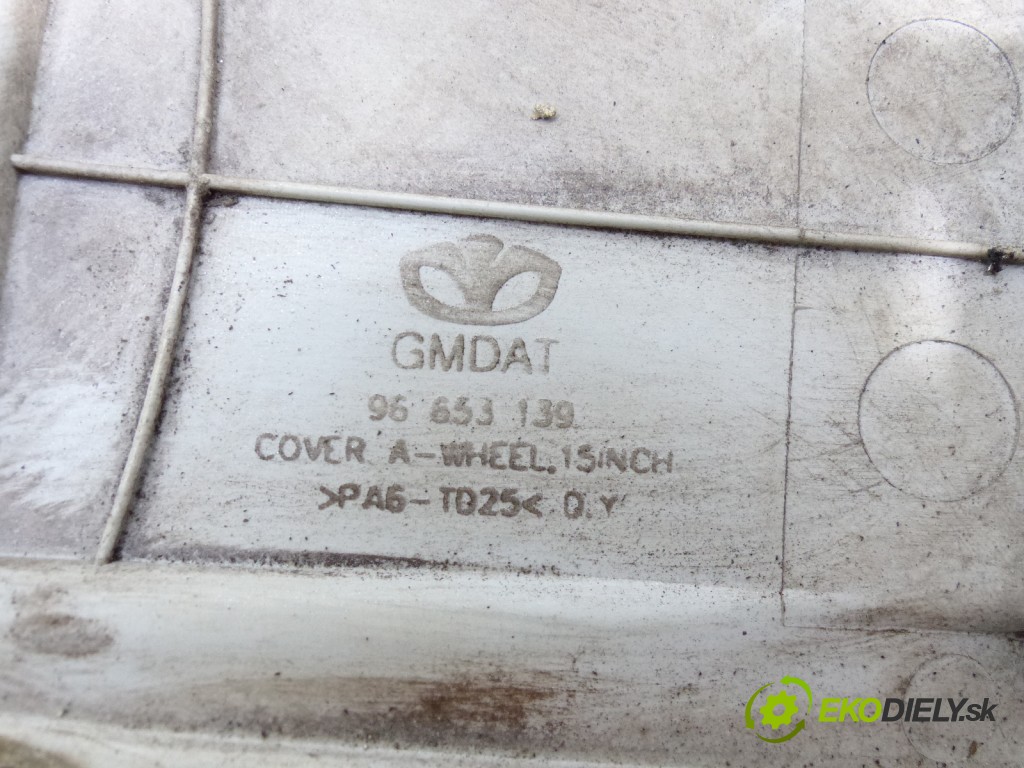 GMDAT
96 653 139
COVER A-WHEEL.15INCH
>PA6-TD25< D.Y
EKODIELY.sk